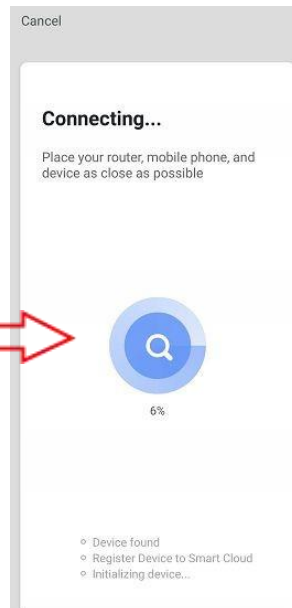 Cancel
Connecting...
Place your router, mobile phone, and
device as close as possible
6%
Device found
Register Device to Smart Cloud
Initializing device...